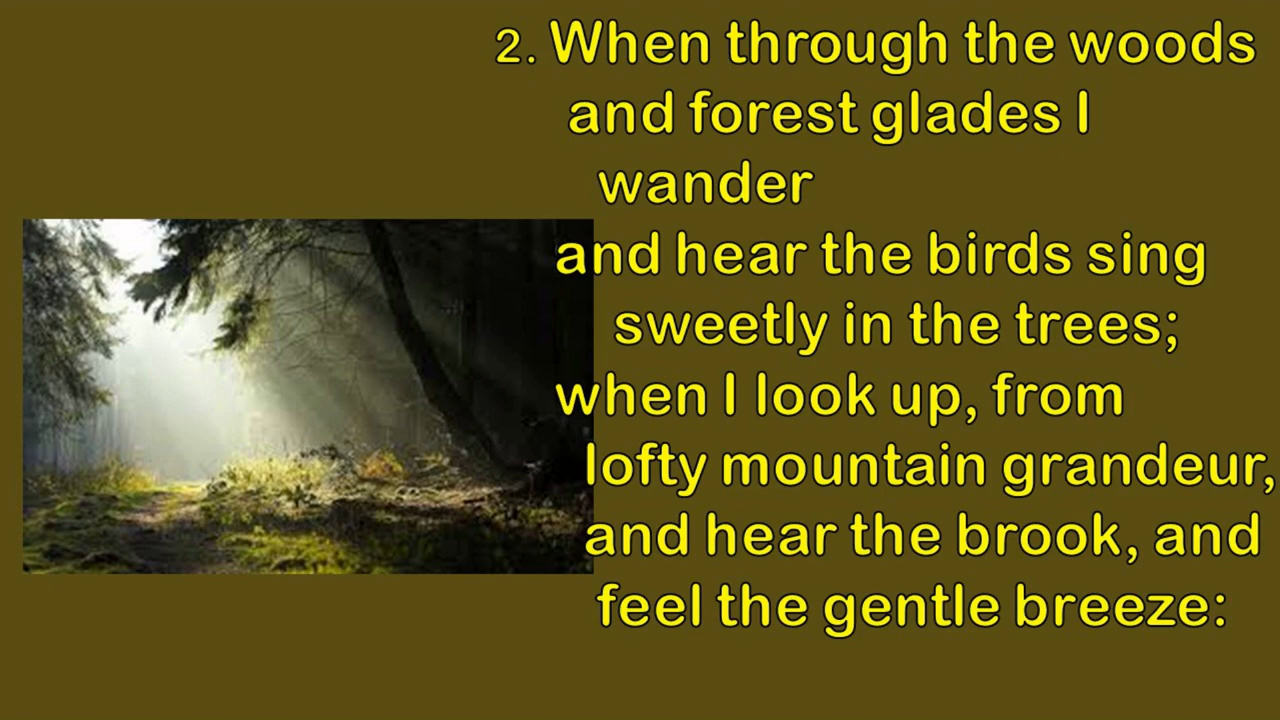 2. When through the woods
and forest glades I
wander
and hear the birds sing
sweetly in the trees;
when I look up, from
lofty mountain grandeur,
and hear the brook, and
feel the gentle breeze: